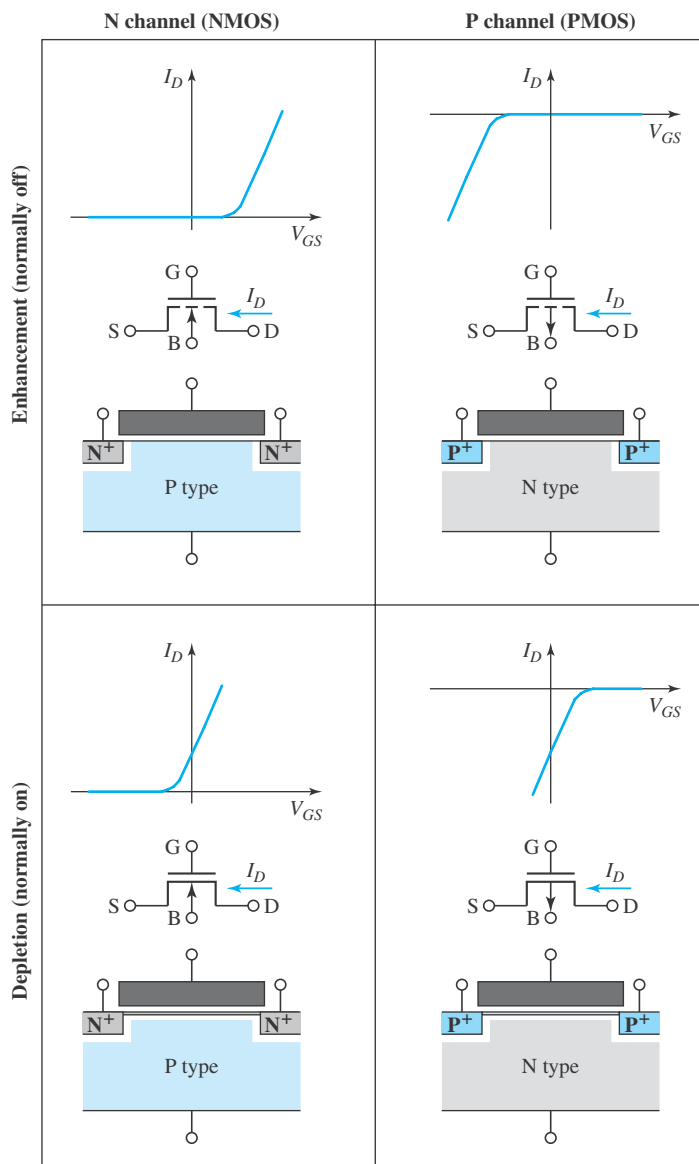 N channel (NMOS)
P channel (PMOS)
Enhancement (normally off)
I_D
V_GS
G
I_D
S
B
D
N+
N+
P type
I_D
V_GS
G
I_D
S
B
D
P+
P+
N type
Depletion (normally on)
I_D
V_GS
G
I_D
S
B
D
N+
N+
P type
I_D
V_GS
G
I_D
S
B
D
P+
P+
N type